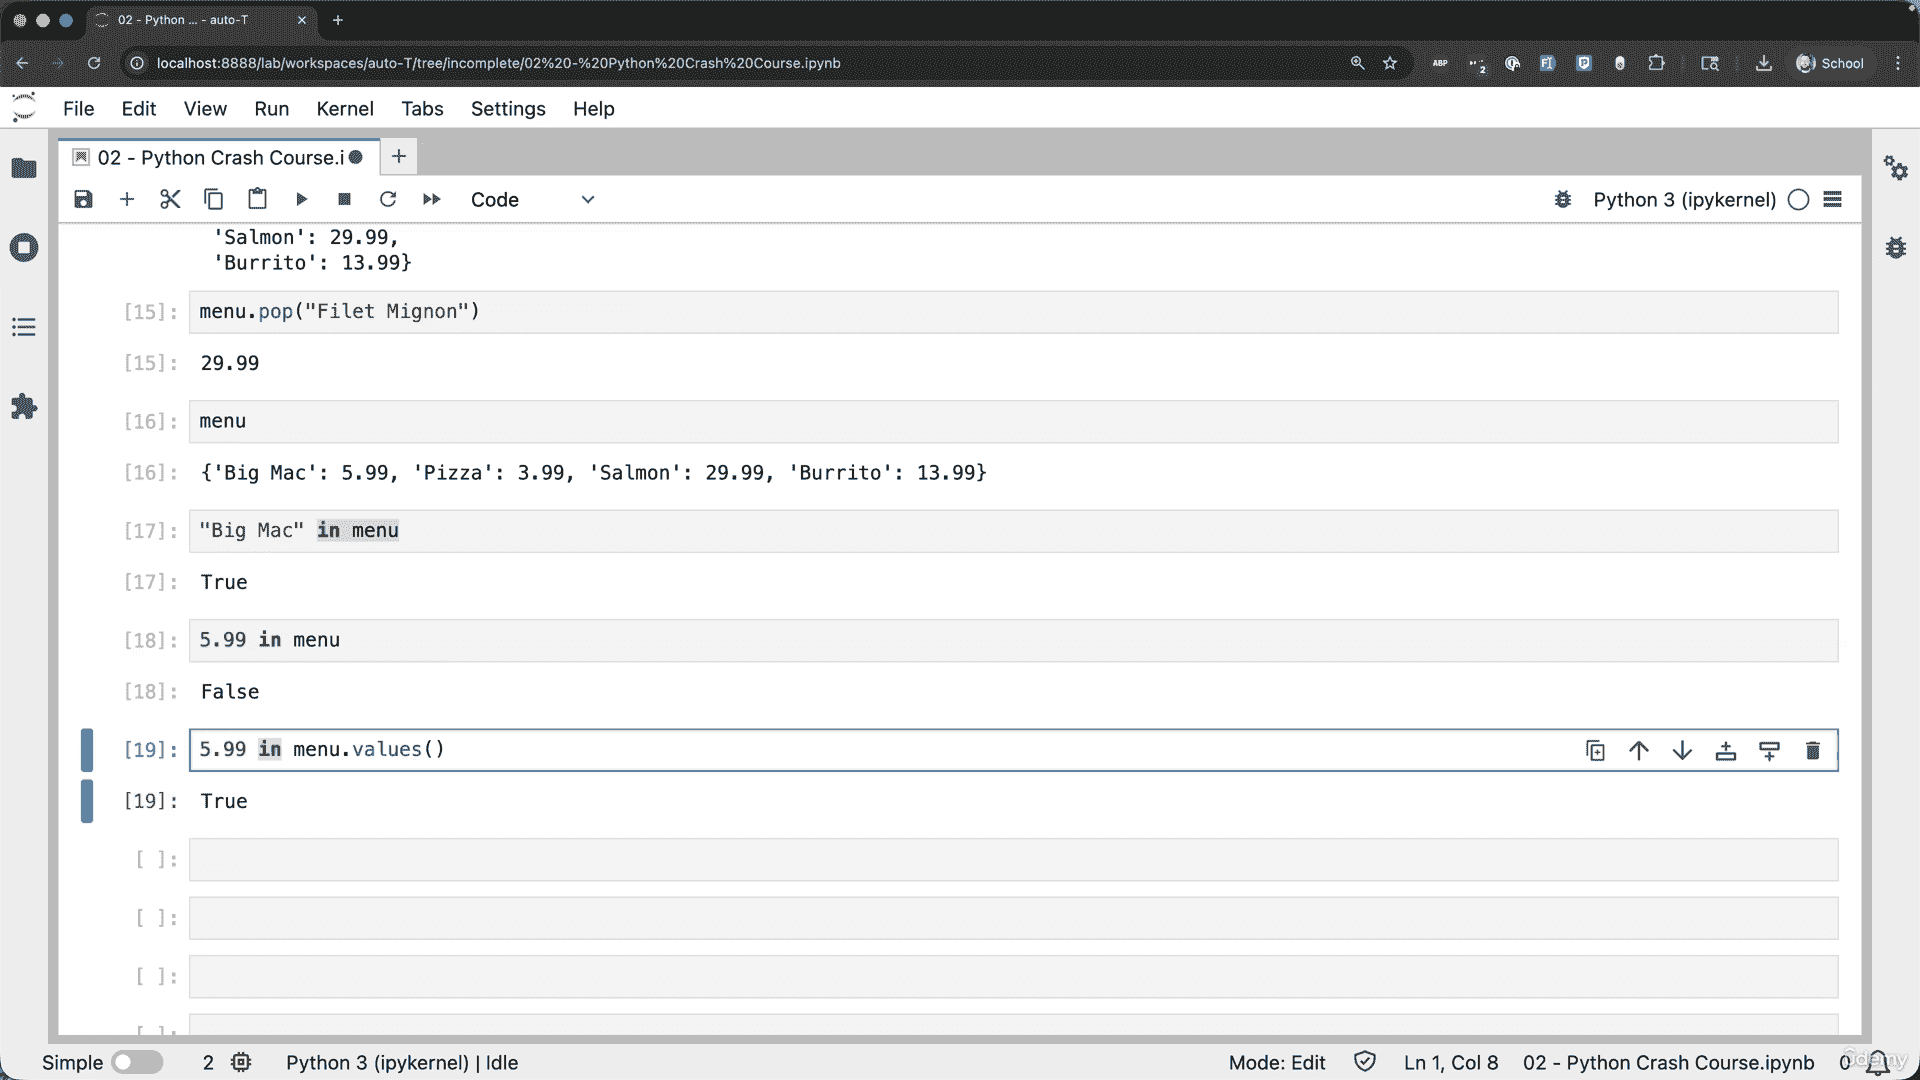 02 - Python ... - auto-T
localhost:8888/lab/workspaces/auto-T/tree/incomplete/02%20-%20Python%20Crash%20Course.ipynb
ABP
2
School
File Edit View Run Kernel Tabs Settings Help
02 - Python Crash Course.i
Code
Python 3 (ipykernel)
'Salmon': 29.99,
'Burrito': 13.99}
[15]: menu.pop("Filet Mignon")
[15]: 29.99
[16]: menu
[16]: {'Big Mac': 5.99, 'Pizza': 3.99, 'Salmon': 29.99, 'Burrito': 13.99}
[17]: "Big Mac" in menu
[17]: True
[18]: 5.99 in menu
[18]: False
[19]: 5.99 in menu.values()
[19]: True
[ ]:
[ ]:
[ ]:
[ ]:
Simple 2 Python 3 (ipykernel) | Idle Mode: Edit Ln 1, Col 8 02 - Python Crash Course.ipynb 0
Udemy